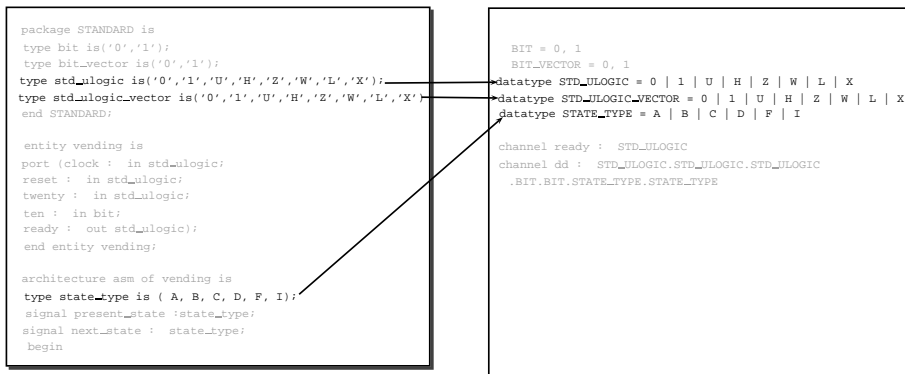 package STANDARD is
type bit is('0','1');
type bit_vector is('0','1');
type std_ulogic is('0','1','U','H','Z','W','L','X');
type std_ulogic_vector is('0','1','U','H','Z','W','L','X')
end STANDARD;
entity vending is
port (clock : in std_ulogic;
reset : in std_ulogic;
twenty : in std_ulogic;
ten : in bit;
ready : out std_ulogic);
end entity vending;
architecture asm of vending is
type state_type is ( A, B, C, D, F, I);
signal present_state :state_type;
signal next_state : state_type;
begin
BIT = 0, 1
BIT_VECTOR = 0, 1
datatype STD_ULOGIC = 0 | 1 | U | H | Z | W | L | X
datatype STD_ULOGIC_VECTOR = 0 | 1 | U | H | Z | W | L | X
datatype STATE_TYPE = A | B | C | D | F | I
channel ready : STD_ULOGIC
channel dd : STD_ULOGIC.STD_ULOGIC.STD_ULOGIC
.BIT.BIT.STATE_TYPE.STATE_TYPE